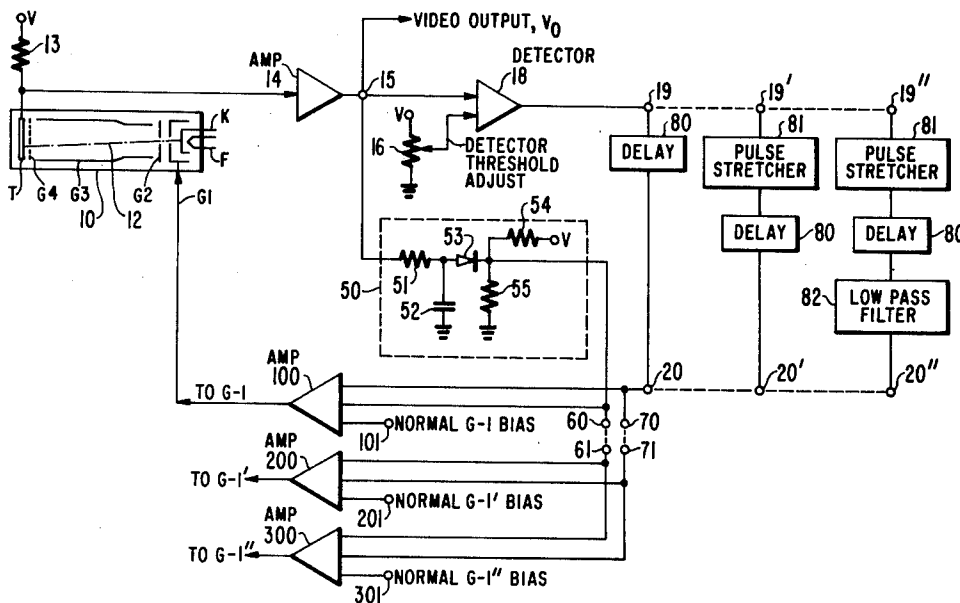 V
13
AMP
14
VIDEO OUTPUT, V0
15
DETECTOR
18
V
16
DETECTOR
THRESHOLD
ADJUST
K
F
T
G4
G3
G2
10
12
G1
19
19'
19"
80
DELAY
81
PULSE
STRETCHER
81
PULSE
STRETCHER
DELAY
80
DELAY
80
82
LOW PASS
FILTER
50
51
52
53
54
V
55
20
20'
20"
AMP
100
TO G-1
NORMAL G-1 BIAS
101
60
70
61
71
AMP
200
TO G-1'
NORMAL G-1' BIAS
201
AMP
300
TO G-1"
NORMAL G-1" BIAS
301